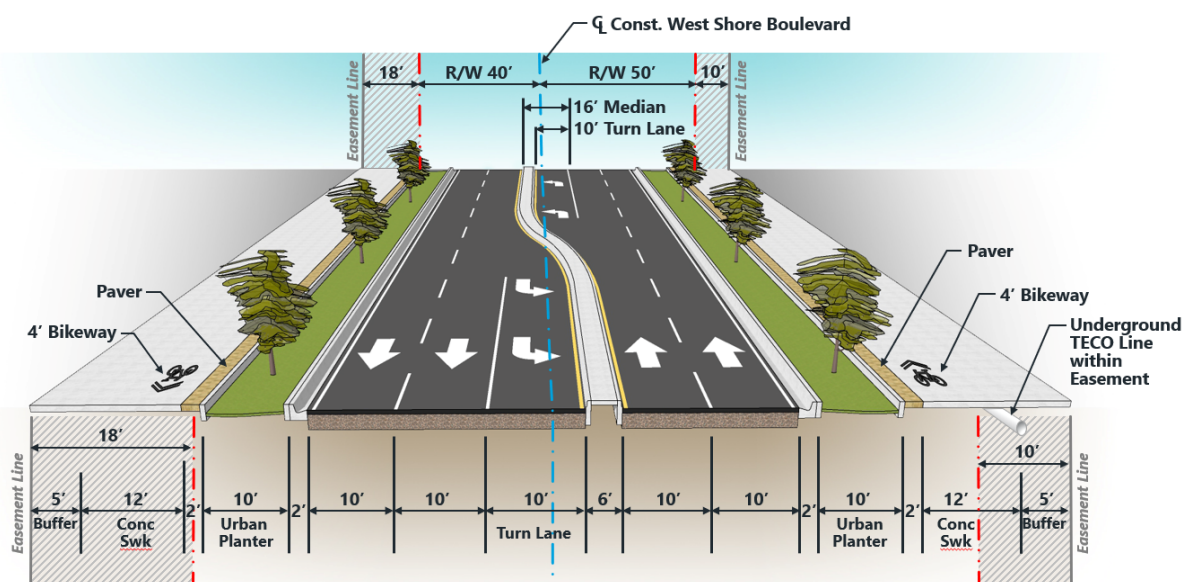 ℄ Const. West Shore Boulevard
Easement Line
18’
R/W 40’
R/W 50’
10’
Easement Line
16’ Median
10’ Turn Lane
Paver
4’ Bikeway
Paver
4’ Bikeway
Underground
TECO Line
within
Easement
18’
10’
Easement Line
5’
Buffer
12’
Conc
Swk
2’
10’
Urban
Planter
2’
10’
10’
10’
Turn Lane
6’
10’
10’
2’
10’
Urban
Planter
2’
12’
Conc
Swk
5’
Buffer
Easement Line